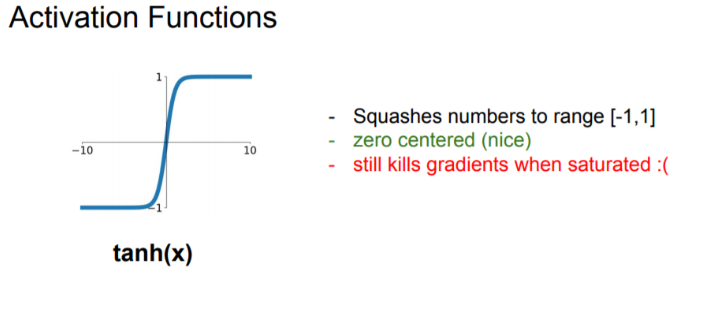 Activation Functions
1
- Squashes numbers to range [-1,1]
- zero centered (nice)
- still kills gradients when saturated :(
−10
10
−1
tanh(x)